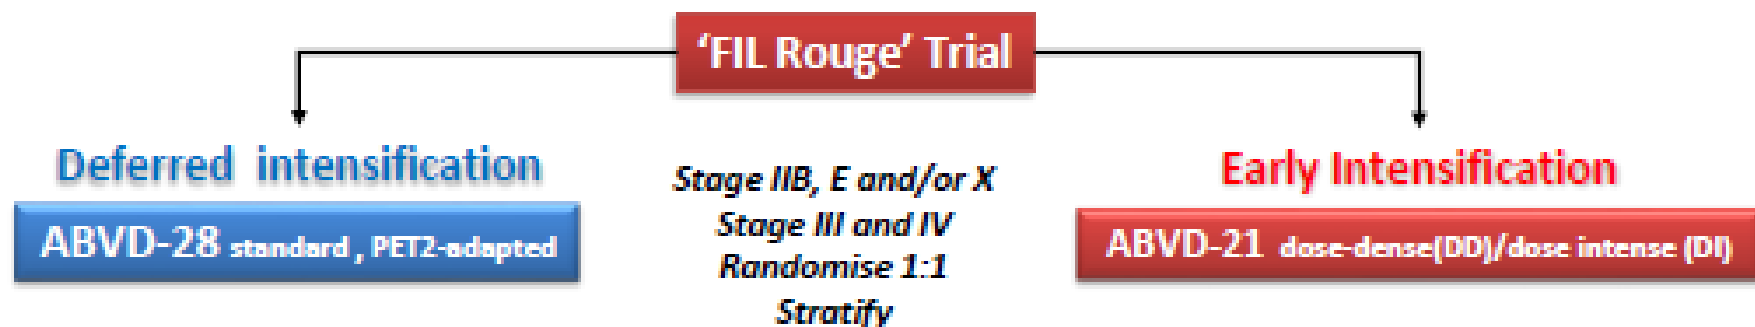 ‘FIL Rouge’ Trial
Deferred intensification
ABVD-28 standard , PET2-adapted
Stage IIB, E and/or X
Stage III and IV
Randomise 1:1
Stratify
Early Intensification
ABVD-21 dose-dense(DD)/dose intense (DI)